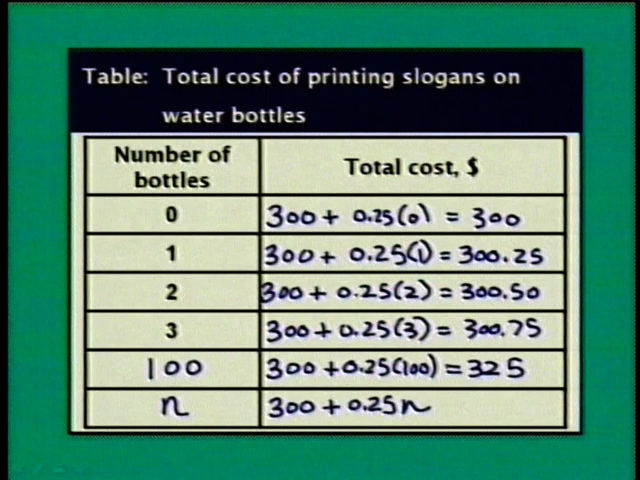 Table: Total cost of printing slogans on
water bottles
Number of bottles Total cost, $
0 300 + 0.25(0) = 300
1 300 + 0.25(1) = 300.25
2 300 + 0.25(2) = 300.50
3 300 + 0.25(3) = 300.75
100 300 + 0.25(100) = 325
n 300 + 0.25n